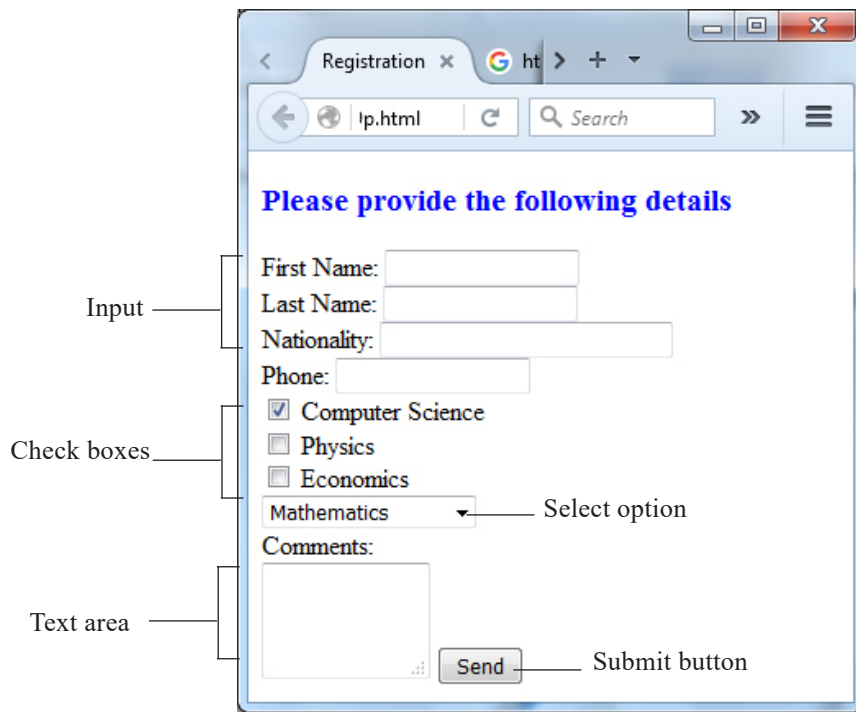 Registration
ht
p.html
Search
Please provide the following details
First Name:
Last Name:
Nationality:
Input
Phone:
Computer Science
Physics
Economics
Check boxes
Mathematics
Select option
Comments:
Text area
Send
Submit button